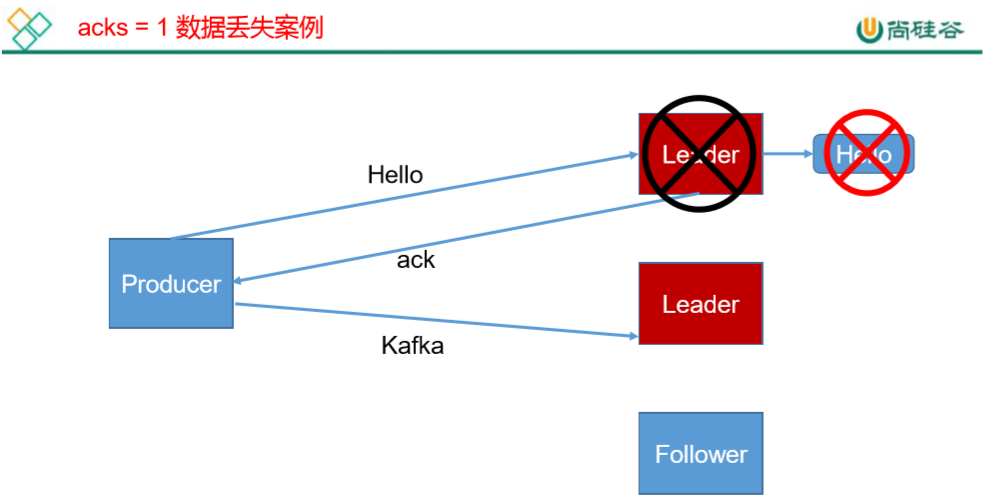 acks = 1 数据丢失案例
尚硅谷
Hello
Leader
Hello
ack
Producer
Leader
Kafka
Follower